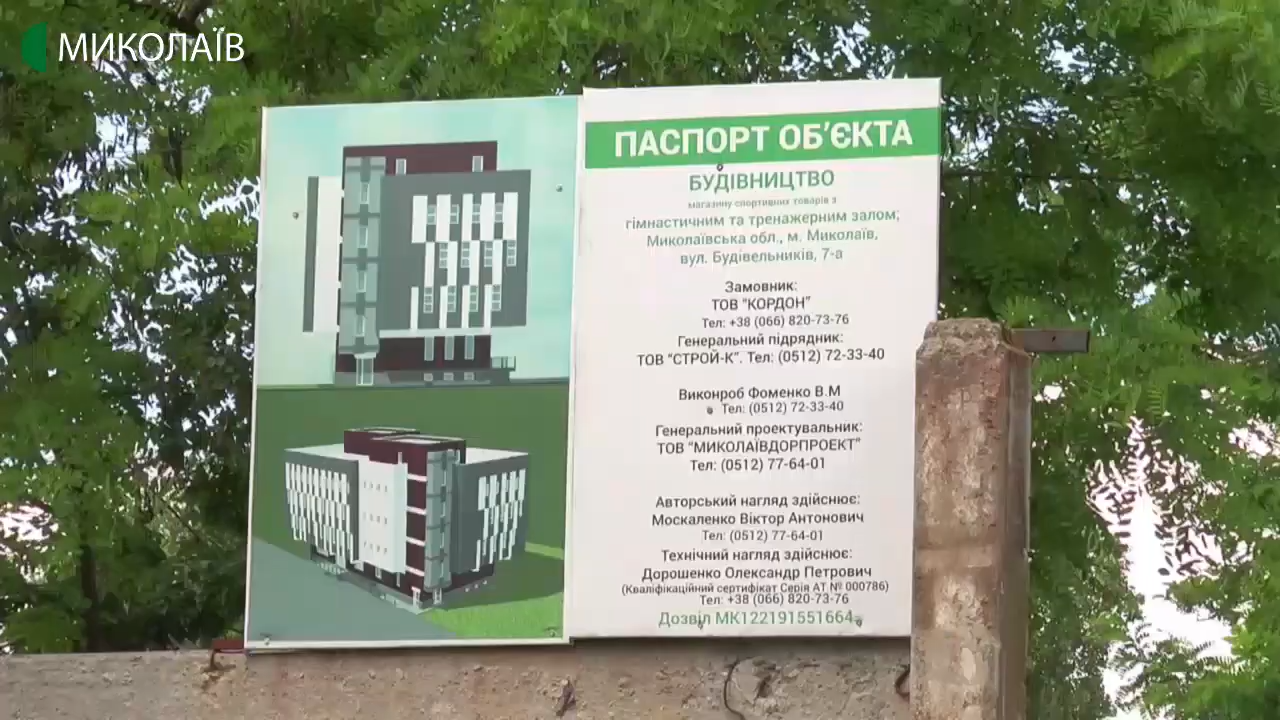 МИКОЛАЇВ
ПАСПОРТ ОБ'ЄКТА
БУДІВНИЦТВО
магазину спортивних товарів з
гімнастичним та тренажерним залом;
Миколаївська обл., м. Миколаїв,
вул. Будівельників, 7-а
Замовник:
ТОВ "КОРДОН"
Тел: +38 (066) 820-73-76
Генеральний підрядник:
ТОВ "СТРОЙ-К". Тел: (0512) 72-33-40
Виконроб Фоменко В.М
Тел: (0512) 72-33-40
Генеральний проектувальник:
ТОВ "МИКОЛАЇВДОРПРОЕКТ"
Тел: (0512) 77-64-01
Авторський нагляд здійснює:
Москаленко Віктор Антонович
Тел: (0512) 77-64-01
Технічний нагляд здійснює:
Дорошенко Олександр Петрович
(Кваліфікаційний сертифікат Серія АТ № 000786)
Тел: +38 (066) 820-73-76
Дозвіл МК122191551664